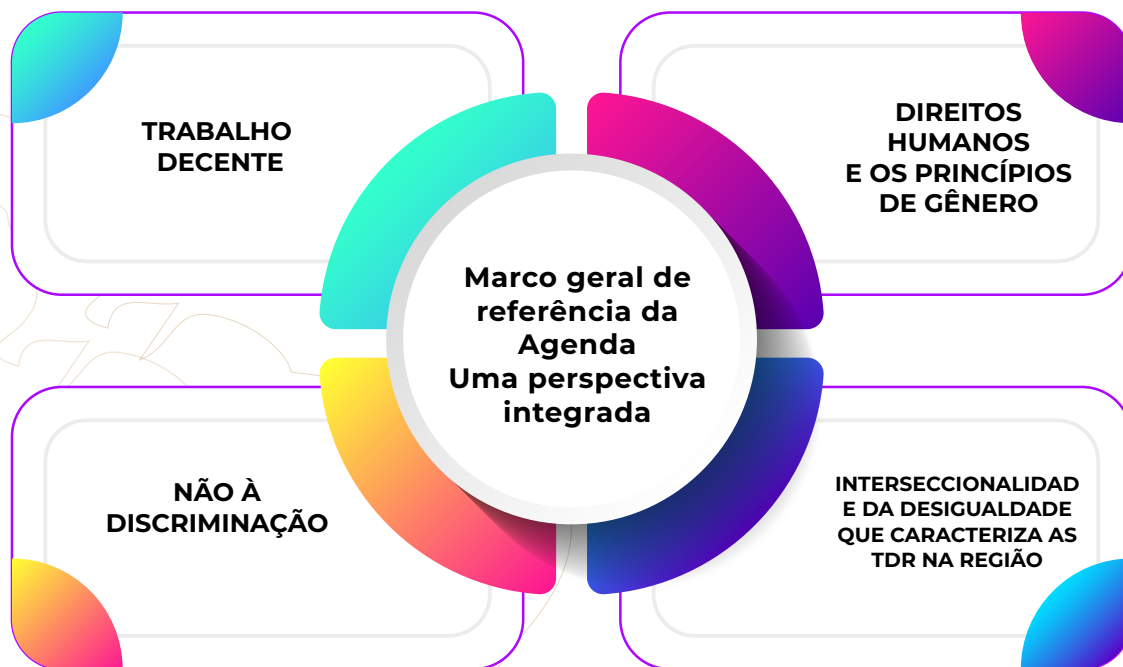 TRABALHO
DECENTE
DIREITOS
HUMANOS
E OS PRINCÍPIOS
DE GÊNERO
Marco geral de
referência da
Agenda
Uma perspectiva
integrada
NÃO À
DISCRIMINAÇÃO
INTERSECCIONALIDAD
E DA DESIGUALDADE
QUE CARACTERIZA AS
TDR NA REGIÃO